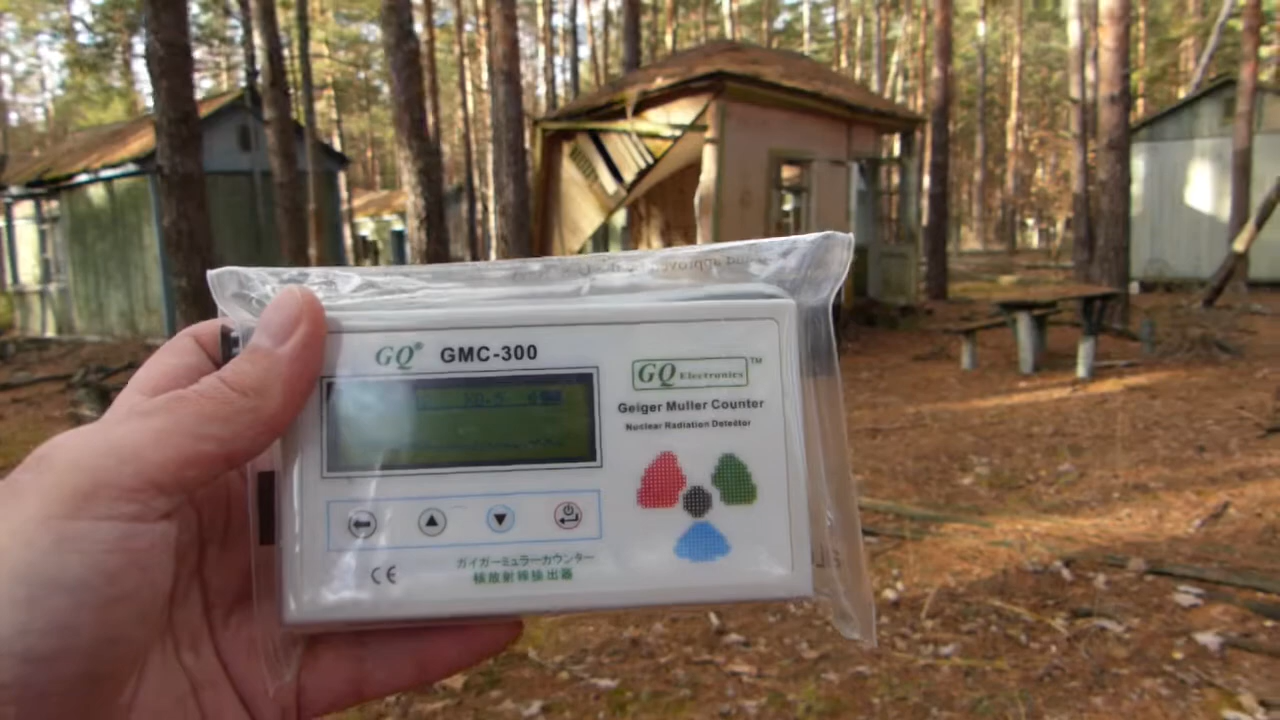 GQ® GMC-300
GQ Electronics™
Geiger Muller Counter
Nuclear Radiation Detector
CE
ガイガーミュラーカウンター
核放射線検出器